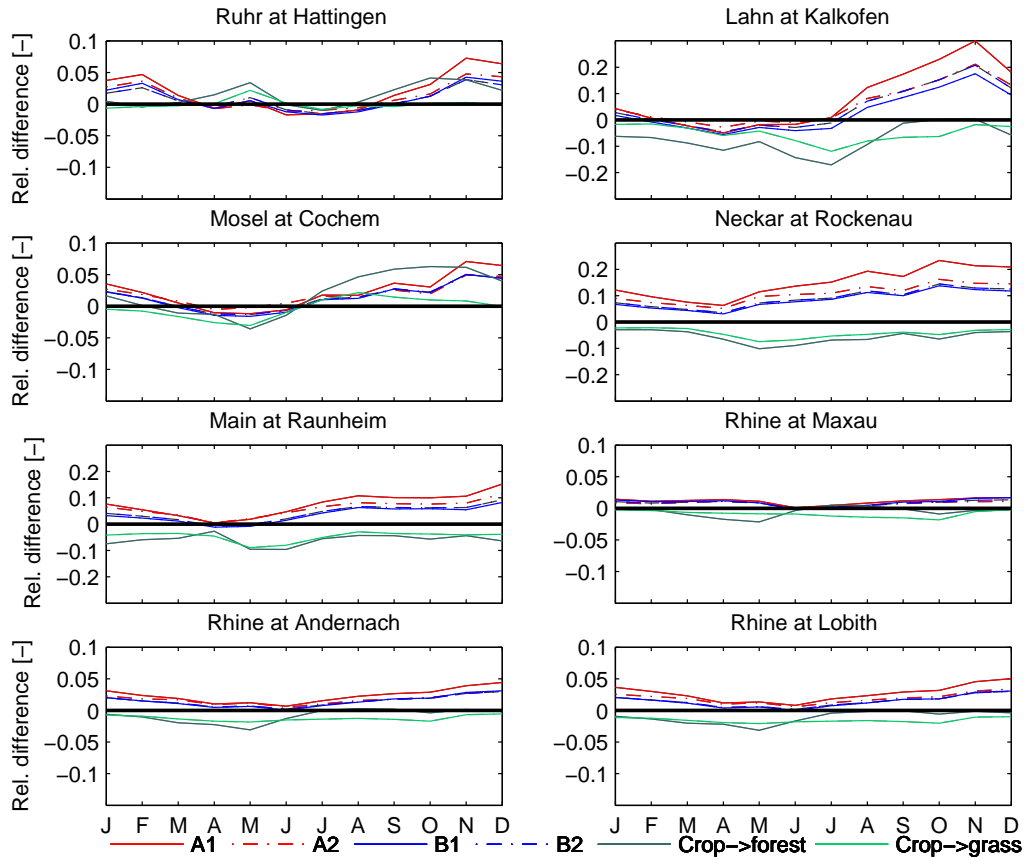 Ruhr at Hattingen
Lahn at Kalkofen
Rel. difference [−]
0.1
0.05
0
−0.05
−0.1
0.2
0.1
0
−0.1
−0.2
Mosel at Cochem
Neckar at Rockenau
Rel. difference [−]
0.1
0.05
0
−0.05
−0.1
0.2
0.1
0
−0.1
−0.2
Main at Raunheim
Rhine at Maxau
Rel. difference [−]
0.2
0.1
0
−0.1
−0.2
0.1
0.05
0
−0.05
−0.1
Rhine at Andernach
Rhine at Lobith
Rel. difference [−]
0.1
0.05
0
−0.05
−0.1
0.1
0.05
0
−0.05
−0.1
J F M A M J J A S O N D
J F M A M J J A S O N D
A1 A2 B1 B2 Crop−>forest Crop−>grass